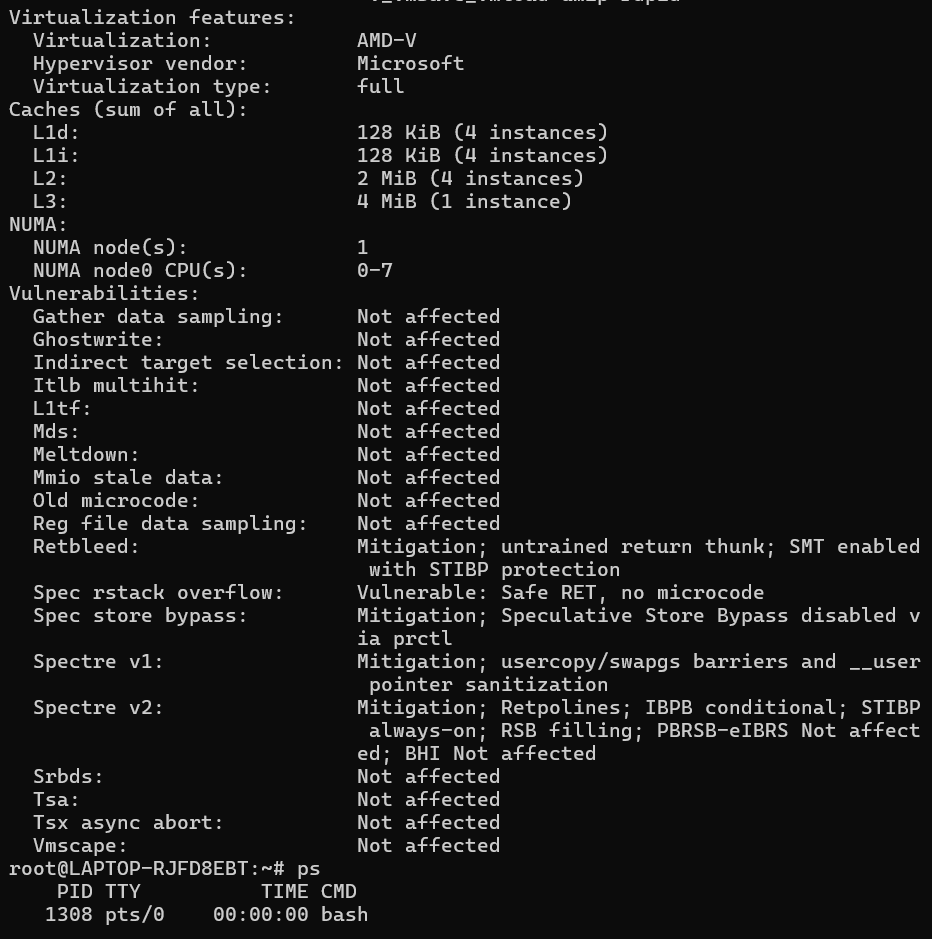 Virtualization features:
  Virtualization:            AMD-V
  Hypervisor vendor:         Microsoft
  Virtualization type:       full
Caches (sum of all):
  L1d:                       128 KiB (4 instances)
  L1i:                       128 KiB (4 instances)
  L2:                        2 MiB (4 instances)
  L3:                        4 MiB (1 instance)
NUMA:
  NUMA node(s):              1
  NUMA node0 CPU(s):         0-7
Vulnerabilities:
  Gather data sampling:      Not affected
  Ghostwrite:                Not affected
  Indirect target selection: Not affected
  Itlb multihit:             Not affected
  L1tf:                      Not affected
  Mds:                       Not affected
  Meltdown:                  Not affected
  Mmio stale data:           Not affected
  Old microcode:             Not affected
  Reg file data sampling:    Not affected
  Retbleed:                  Mitigation; untrained return thunk; SMT enabled
                              with STIBP protection
  Spec rstack overflow:      Vulnerable: Safe RET, no microcode
  Spec store bypass:         Mitigation; Speculative Store Bypass disabled v
                             ia prctl
  Spectre v1:                Mitigation; usercopy/swapgs barriers and __user
                              pointer sanitization
  Spectre v2:                Mitigation; Retpolines; IBPB conditional; STIBP
                              always-on; RSB filling; PBRSB-eIBRS Not affect
                             ed; BHI Not affected
  Srbds:                     Not affected
  Tsa:                       Not affected
  Tsx async abort:           Not affected
  Vmscape:                   Not affected
root@LAPTOP-RJFD8EBT:~# ps
    PID TTY          TIME CMD
   1308 pts/0    00:00:00 bash